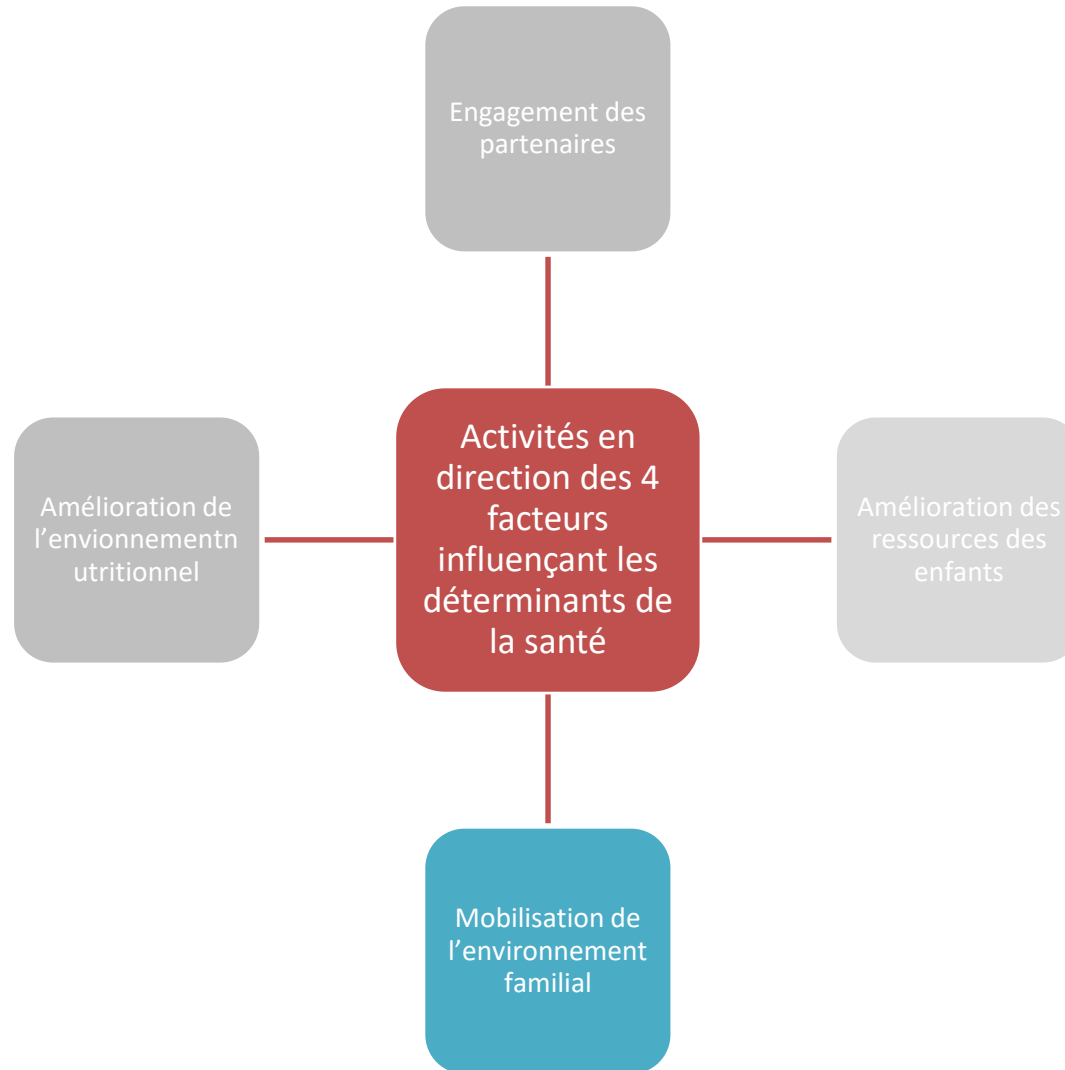 Engagement des
partenaires
Activités en
direction des 4
facteurs
influençant les
déterminants de
la santé
Amélioration de
l’envionnementn
utritionnel
Amélioration des
ressources des
enfants
Mobilisation de
l’environnement
familial